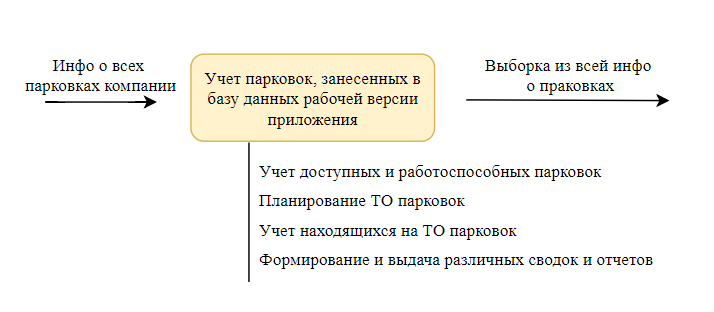 Инфо о всех
парковках компании
Учет парковок, занесенных в
базу данных рабочей версии
приложения
Выборка из всей инфо
о праковках
Учет доступных и работоспособных парковок
Планирование ТО парковок
Учет находящихся на ТО парковок
Формирование и выдача различных сводок и отчетов